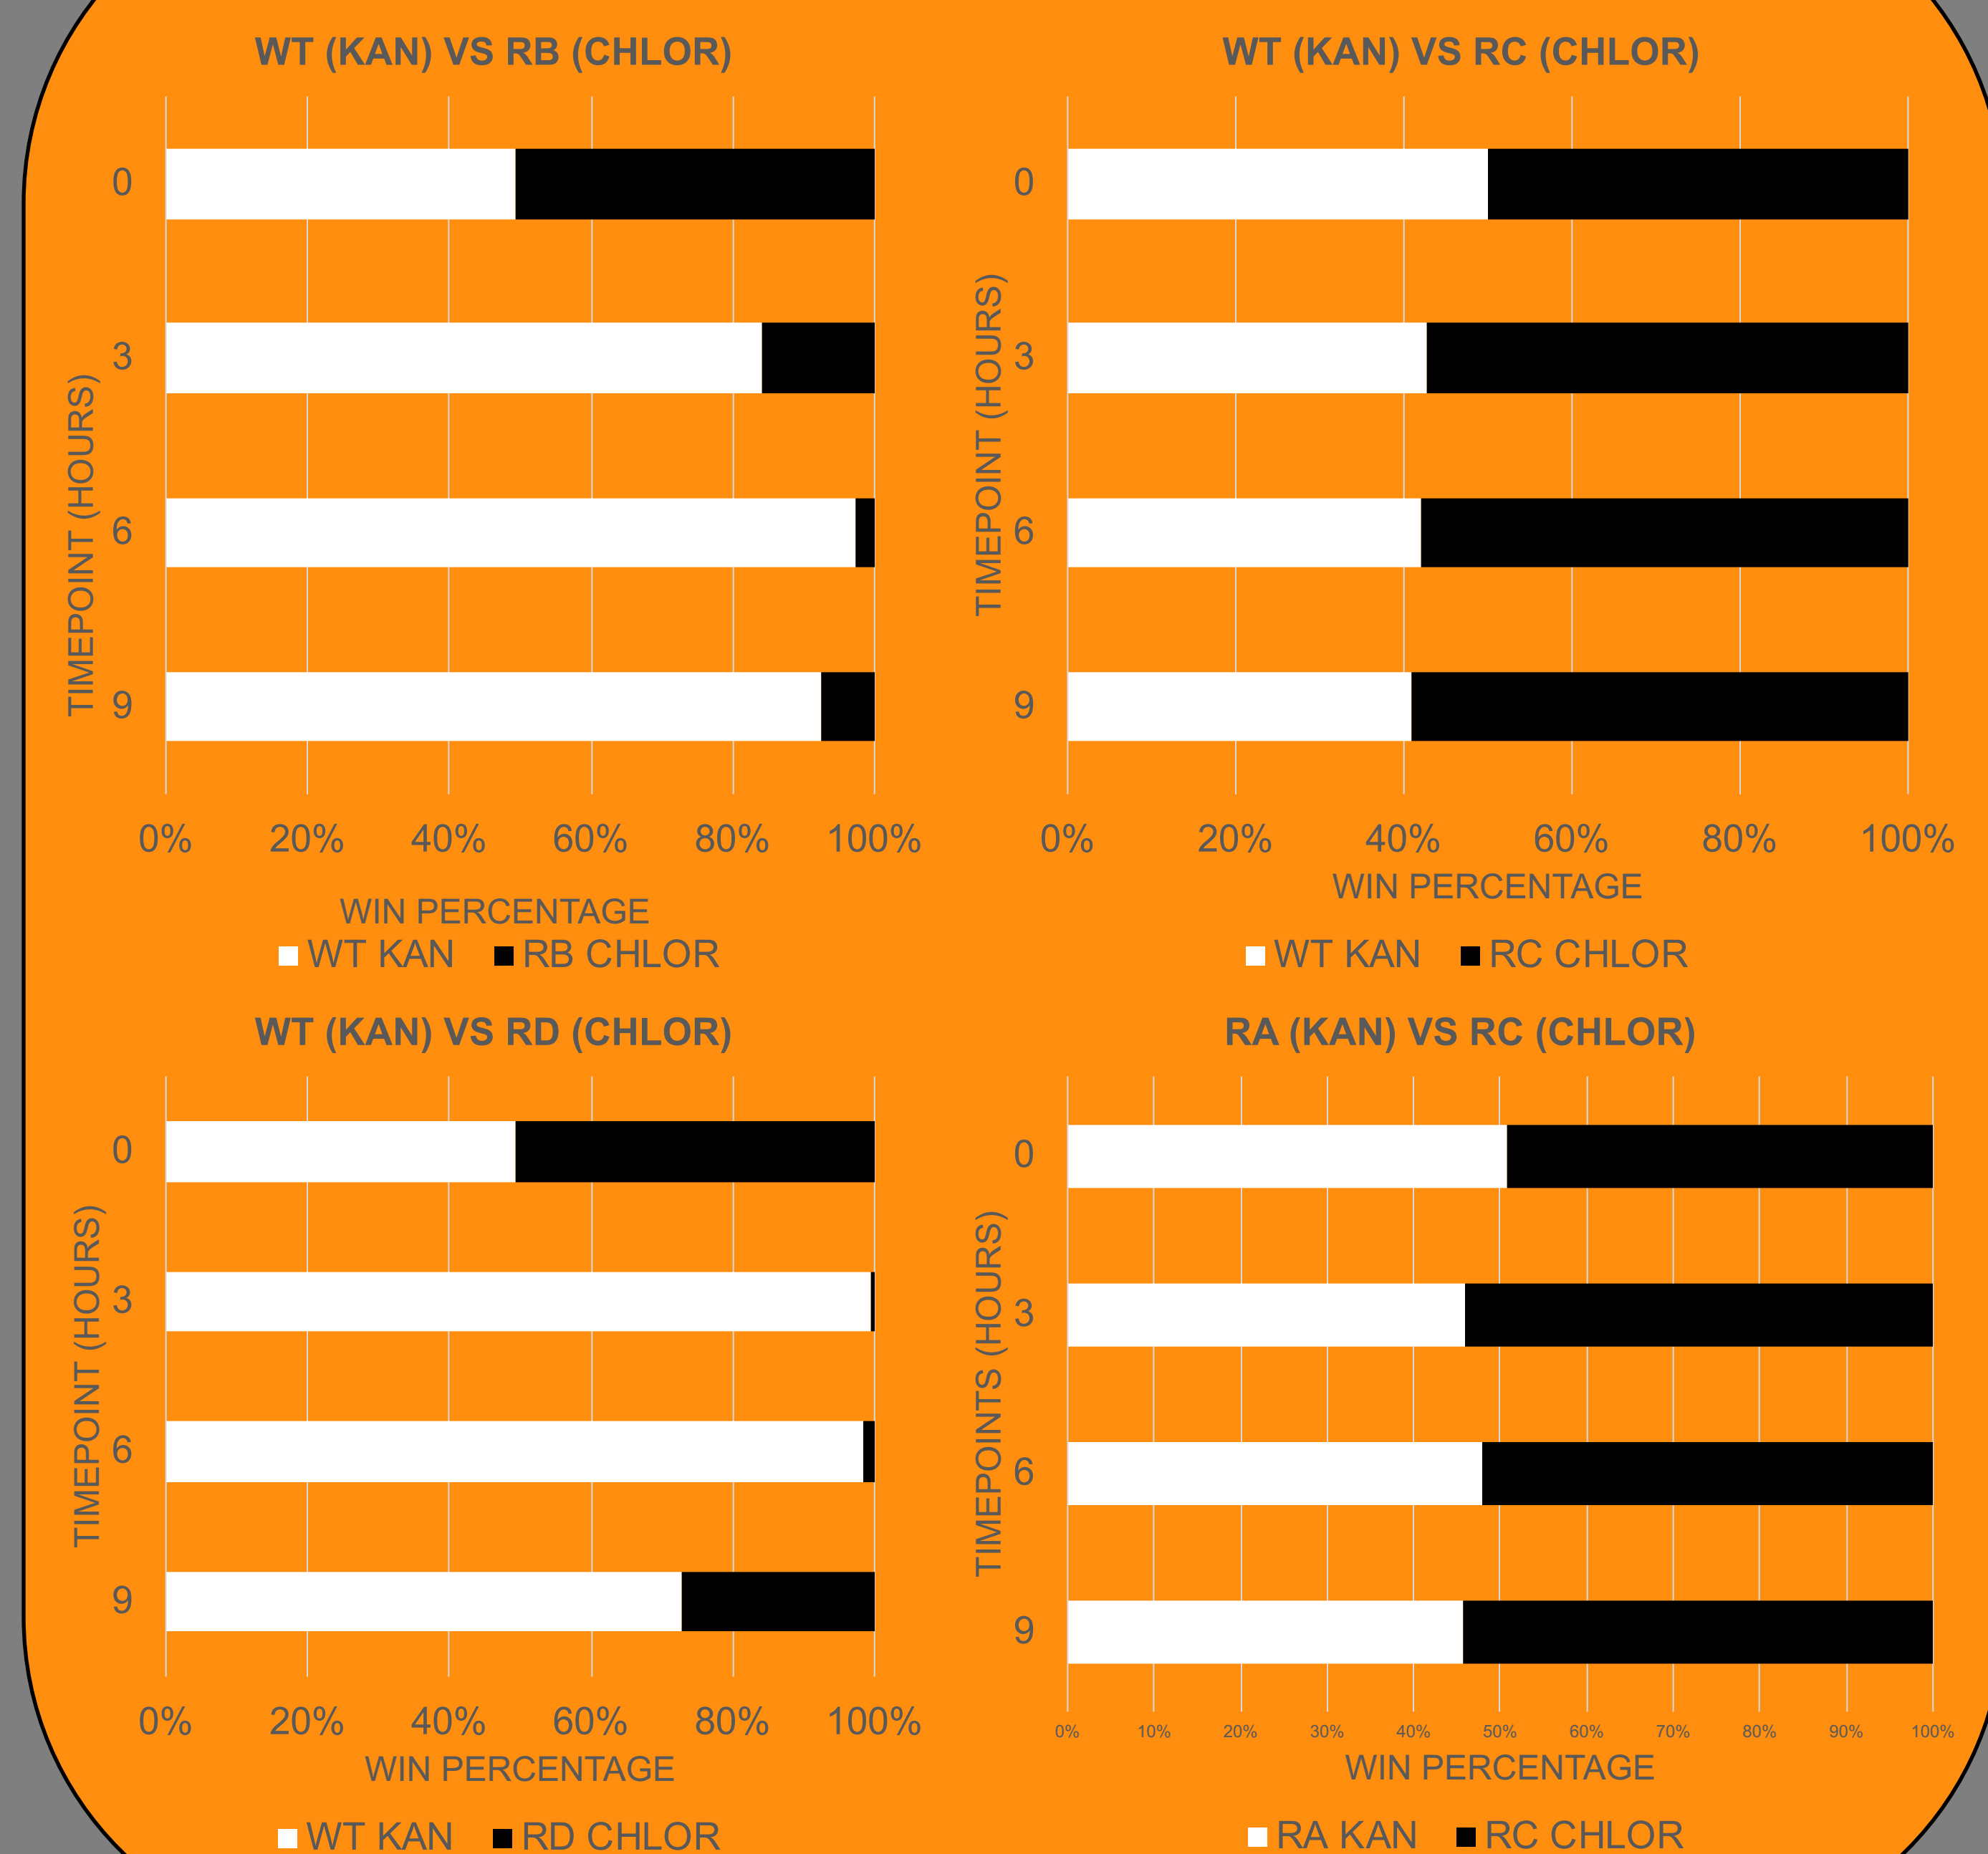 WT (KAN) VS RB (CHLOR)
TIMEPOINT (HOURS)
0
3
6
9
0% 20% 40% 60% 80% 100%
WIN PERCENTAGE
WT KAN RB CHLOR
WT (KAN) VS RC (CHLOR)
TIMEPOINT (HOURS)
0
3
6
9
0% 20% 40% 60% 80% 100%
WIN PERCENTAGE
WT KAN RC CHLOR
WT (KAN) VS RD (CHLOR)
TIMEPOINT (HOURS)
0
3
6
9
0% 20% 40% 60% 80% 100%
WIN PERCENTAGE
WT KAN RD CHLOR
RA (KAN) VS RC (CHLOR)
TIMEPOINTS (HOURS)
0
3
6
9
0% 10% 20% 30% 40% 50% 60% 70% 80% 90% 100%
WIN PERCENTAGE
RA KAN RC CHLOR